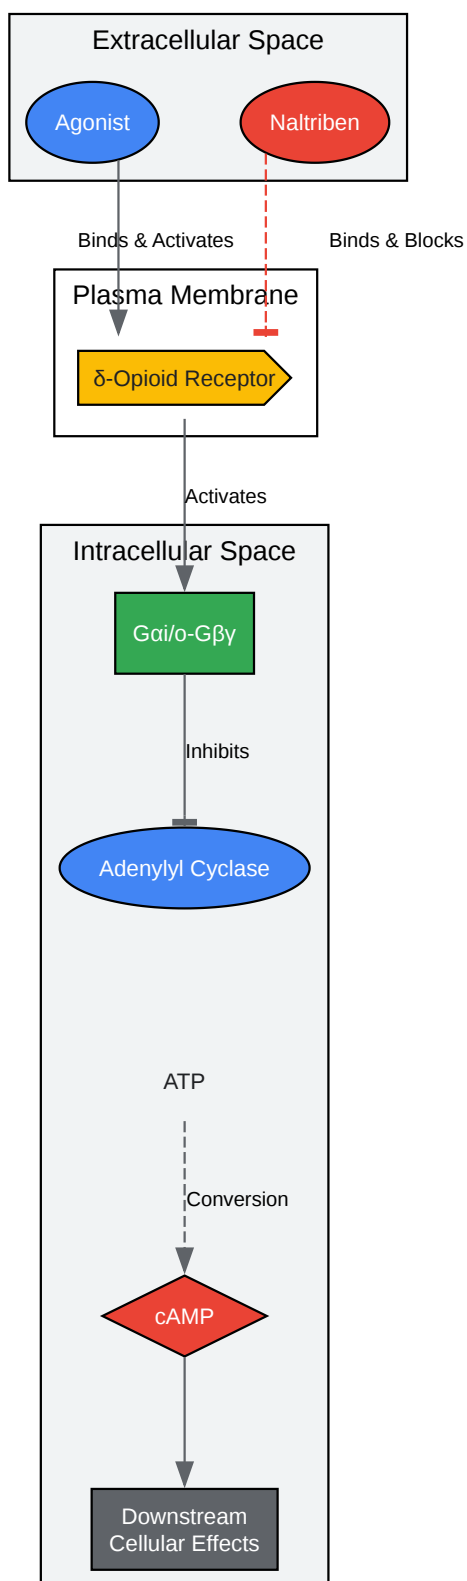 Extracellular Space
Agonist
Naltriben
Binds & Activates
Binds & Blocks
Plasma Membrane
δ-Opioid Receptor
Activates
Intracellular Space
Gαi/o-Gβγ
Inhibits
Adenylyl Cyclase
ATP
Conversion
cAMP
Downstream
Cellular Effects